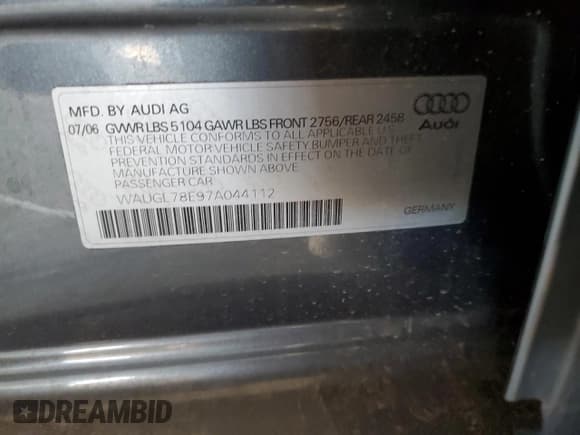 MFD. BY AUDI AG
07/06 GVWR LBS 5104 GAWR LBS FRONT 2756/REAR 2458
THIS VEHICLE CONFORMS TO ALL APPLICABLE U.S.
FEDERAL MOTOR VEHICLE SAFETY, BUMPER AND THEFT
PREVENTION STANDARDS IN EFFECT ON THE DATE OF
MANUFACTURE SHOWN ABOVE.
PASSENGER CAR
WAUGL78E97A044112
Audi
GERMANY
DREAMBID